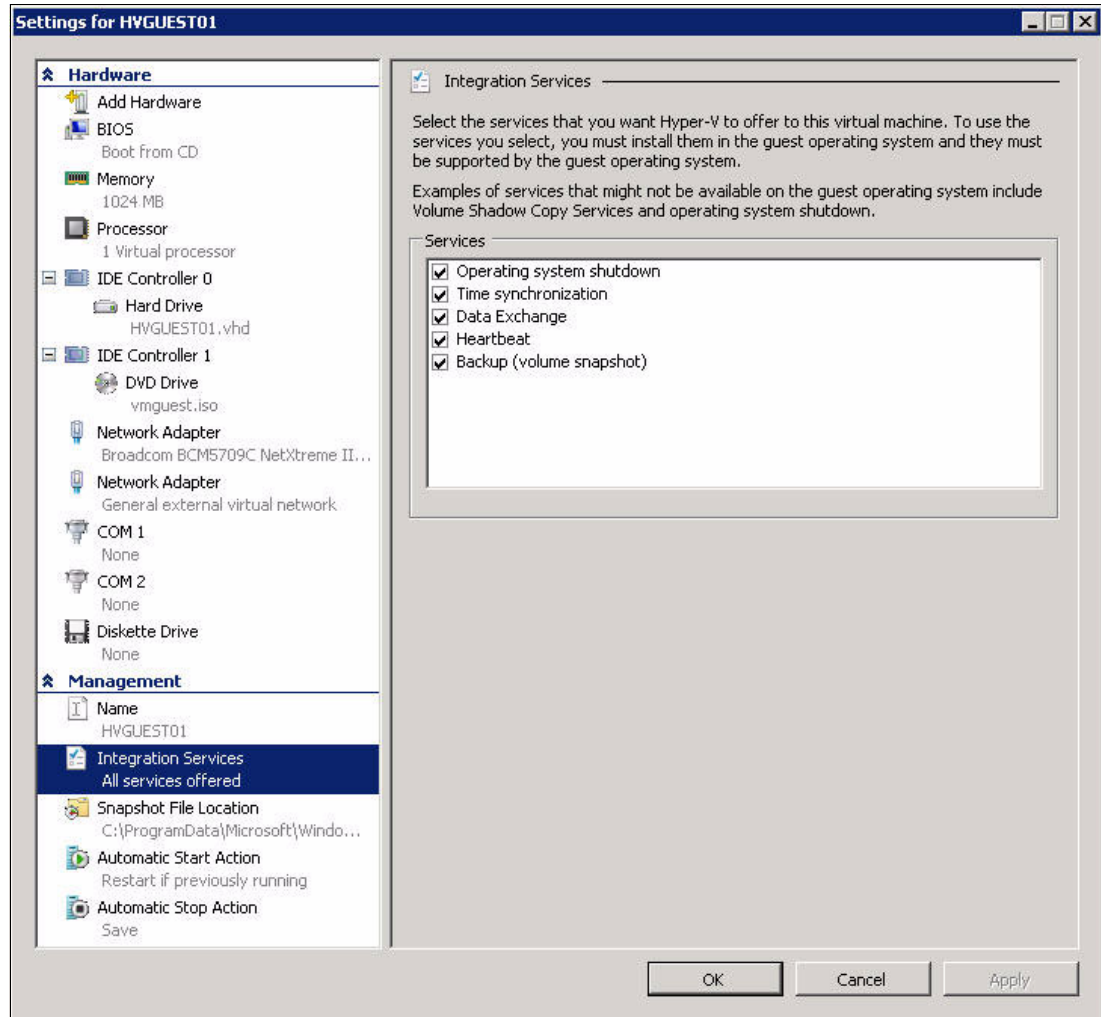 Settings for HVGUEST01
Hardware
Add Hardware
BIOS
Boot from CD
Memory
1024 MB
Processor
1 Virtual processor
IDE Controller 0
Hard Drive
HVGUEST01.vhd
IDE Controller 1
DVD Drive
vmguest.iso
Network Adapter
Broadcom BCM5709C NetXtreme II...
Network Adapter
General external virtual network
COM 1
None
COM 2
None
Diskette Drive
None
Management
Name
HVGUEST01
Integration Services
All services offered
Snapshot File Location
C:\ProgramData\Microsoft\Windo...
Automatic Start Action
Restart if previously running
Automatic Stop Action
Save
Integration Services
Select the services that you want Hyper-V to offer to this virtual machine. To use the
services you select, you must install them in the guest operating system and they must
be supported by the guest operating system.
Examples of services that might not be available on the guest operating system include
Volume Shadow Copy Services and operating system shutdown.
Services
Operating system shutdown
Time synchronization
Data Exchange
Heartbeat
Backup (volume snapshot)
OK
Cancel
Apply